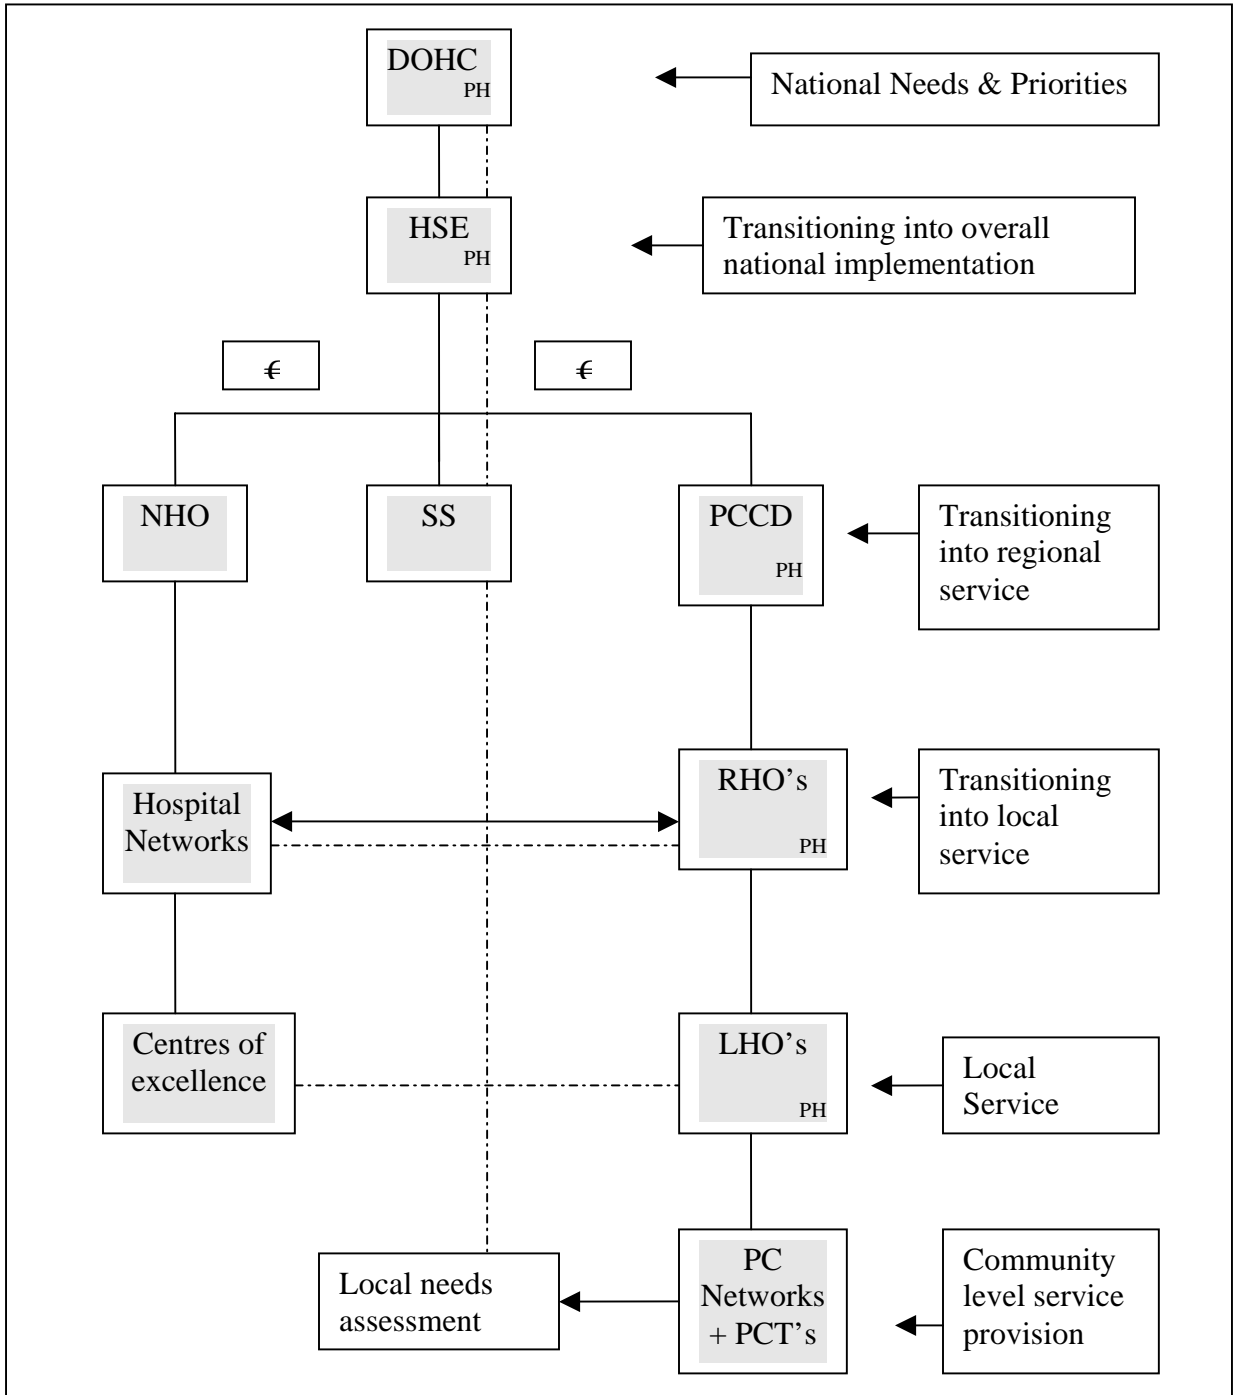 DOHC
PH
National Needs & Priorities
HSE
PH
Transitioning into overall
national implementation
€
€
NHO
SS
PCCD
PH
Transitioning
into regional
service
Hospital
Networks
RHO’s
PH
Transitioning
into local
service
Centres of
excellence
LHO’s
PH
Local
Service
Local needs
assessment
PC
Networks
+ PCT’s
Community
level service
provision